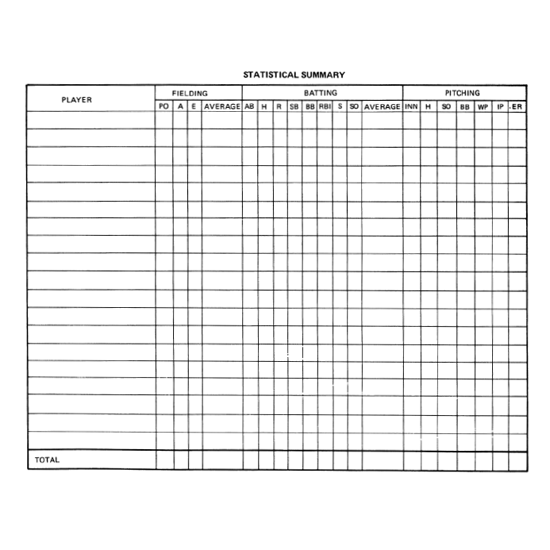 STATISTICAL SUMMARY
PLAYER FIELDING BATTING PITCHING
PO A E AVERAGE AB H R SB BB RBI S SO AVERAGE INN H SO BB WP IP ER
TOTAL